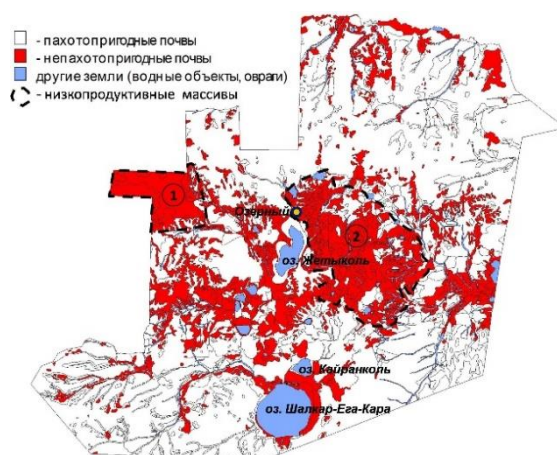 - пахотопригодные почвы
- непахотопригодные почвы
другие земли (водные объекты, овраги)
- низкопродуктивные массивы
1
Озёрный
2
оз. Жетыколь
оз. Кайранколь
оз. Шалкар-Ега-Кара